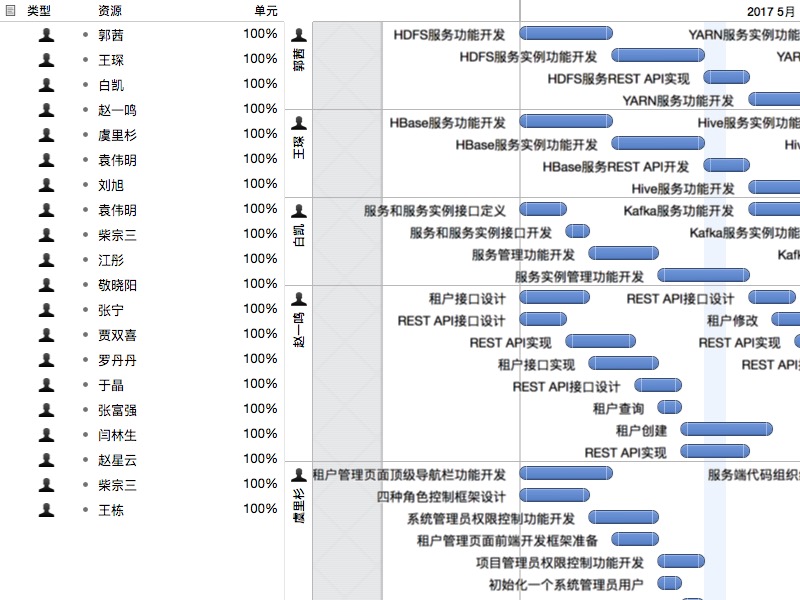 类型 资源 单元
郭茜 100%
王琛 100%
白凯 100%
赵一鸣 100%
虞里杉 100%
袁伟明 100%
刘旭 100%
袁伟明 100%
柴宗三 100%
江彤 100%
敬晓阳 100%
张宁 100%
贾双喜 100%
罗丹丹 100%
于晶 100%
张富强 100%
闫林生 100%
赵星云 100%
柴宗三 100%
王栋 100%
2017 5月
郭茜
HDFS服务功能开发 YARN服务实例功能
HDFS服务实例功能开发 YAR
HDFS服务REST API实现
YARN服务功能开发
王琛
HBase服务功能开发 Hive服务实例功能
HBase服务实例功能开发 Hiv
HBase服务REST API开发
Hive服务功能开发
白凯
服务和服务实例接口定义 Kafka服务功能开发
服务和服务实例接口开发 Kafka服务实例功能
服务管理功能开发 Kaf
服务实例管理功能开发
赵一鸣
租户接口设计 REST API接口设计
REST API接口设计 租户修改
REST API实现 REST API实现
租户接口实现 REST API
REST API接口设计
租户查询
租户创建
REST API实现
虞里杉
租户管理页面顶级导航栏功能开发 服务端代码组织
四种角色控制框架设计
系统管理员权限控制功能开发
租户管理页面前端开发框架准备
项目管理员权限控制功能开发
初始化一个系统管理员用户